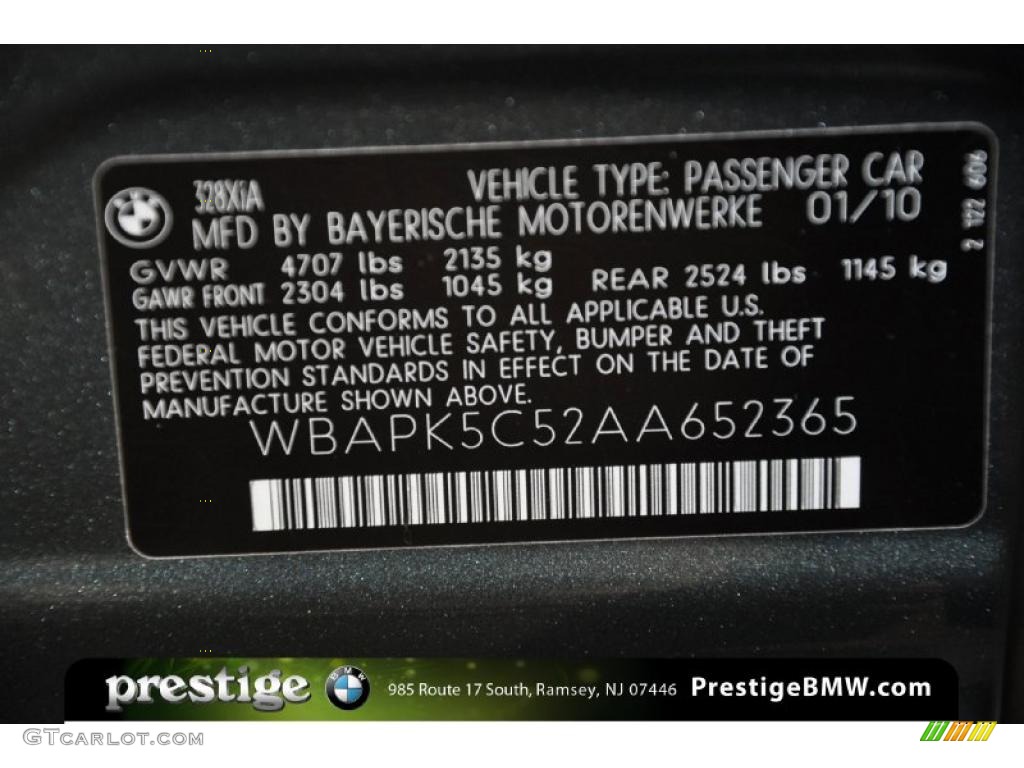 328XiA
VEHICLE TYPE: PASSENGER CAR
MFD BY BAYERISCHE MOTORENWERKE 01/10
GVWR 4707 lbs 2135 kg
GAWR FRONT 2304 lbs 1045 kg REAR 2524 lbs 1145 kg
THIS VEHICLE CONFORMS TO ALL APPLICABLE U.S.
FEDERAL MOTOR VEHICLE SAFETY, BUMPER AND THEFT
PREVENTION STANDARDS IN EFFECT ON THE DATE OF
MANUFACTURE SHOWN ABOVE.
WBAPK5C52AA652365
2 122 609
prestige BMW 985 Route 17 South, Ramsey, NJ 07446 PrestigeBMW.com
GTCARLOT.COM